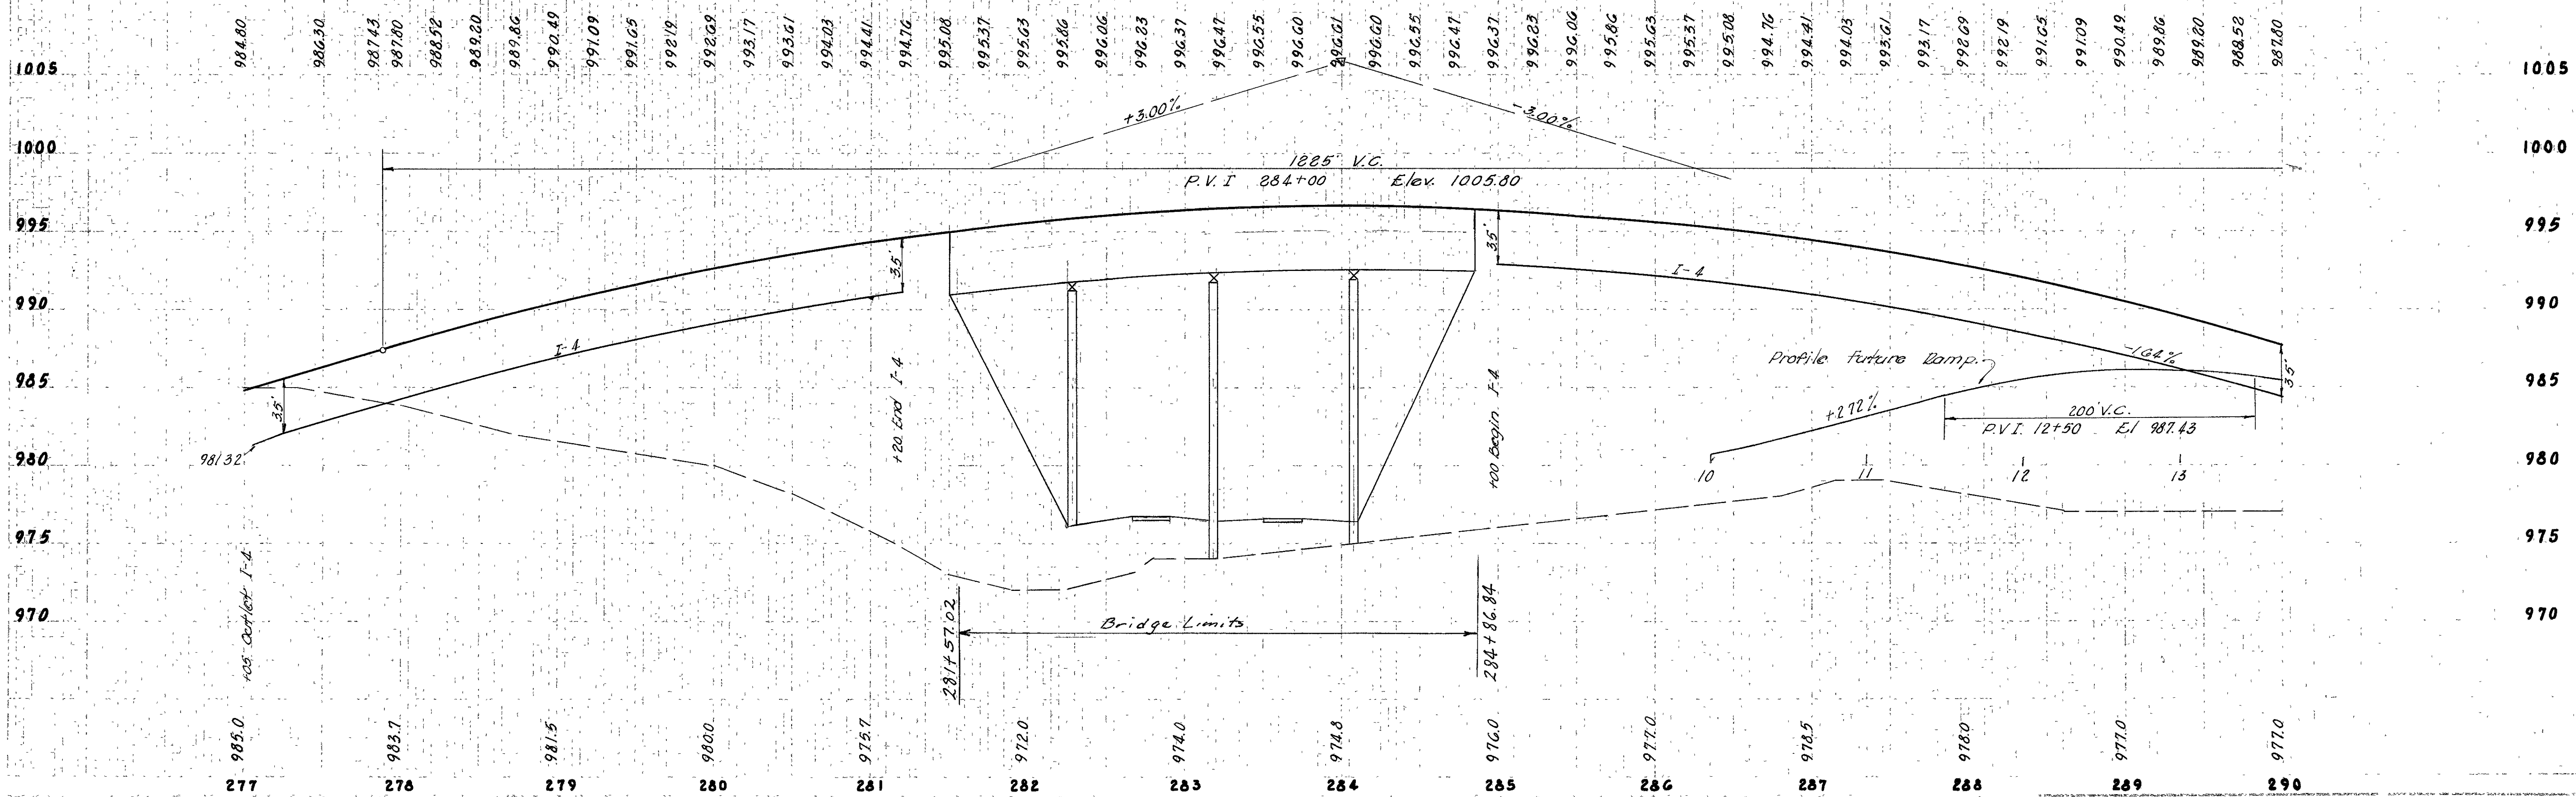 984.80 986.30 987.43 987.80 988.52 989.20 989.86 990.49 991.09 991.65 992.19 992.69 993.17 993.61 994.03 994.41 994.76 995.08 995.37 995.63 995.86 996.06 996.23 996.37 996.47 996.55 996.60 996.61 996.60 996.55 996.47 996.37 996.23 996.06 995.86 995.63 995.37 995.08 994.76 994.41 994.03 993.61 993.17 992.69 992.19 991.65 991.09 990.49 989.86 989.20 988.52 987.80
1005 1005
+3.00% -3.00%
1000 1000
1225' V.C.
P.V.I 284+00 Elev. 1005.80
995 995
3.5' 3.5'
I-4
990 990
I-4
Profile Future Ramp.
-1.64%
985 985
3.5' 3.5'
+2.72%
200' V.C.
P.V.I. 12+50 El 987.43
+20 End I-4
+00 Begin I-4
981.32
980 980
10 11 12 13
975 975
+05 Outlet I-4
970 970
Bridge Limits
281+57.02
284+86.84
985.0 983.7 981.5 980.0 975.7 972.0 974.0 974.8 976.0 977.0 978.5 978.0 977.0 977.0
277 278 279 280 281 282 283 284 285 286 287 288 289 290